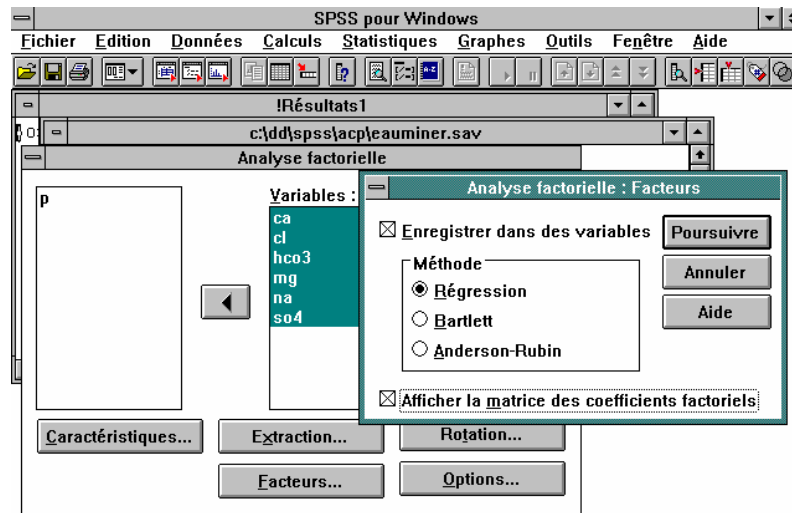 SPSS pour Windows
Fichier Edition Données Calculs Statistiques Graphes Outils Fenêtre Aide
!Résultats1
c:\dd\spss\acp\eauminer.sav
Analyse factorielle
p
Variables :
ca
cl
hco3
mg
na
so4
Caractéristiques... Extraction... Rotation...
Facteurs... Options...
Analyse factorielle : Facteurs
Enregistrer dans des variables
Poursuivre
Méthode
Annuler
Régression
Aide
Bartlett
Anderson-Rubin
Afficher la matrice des coefficients factoriels